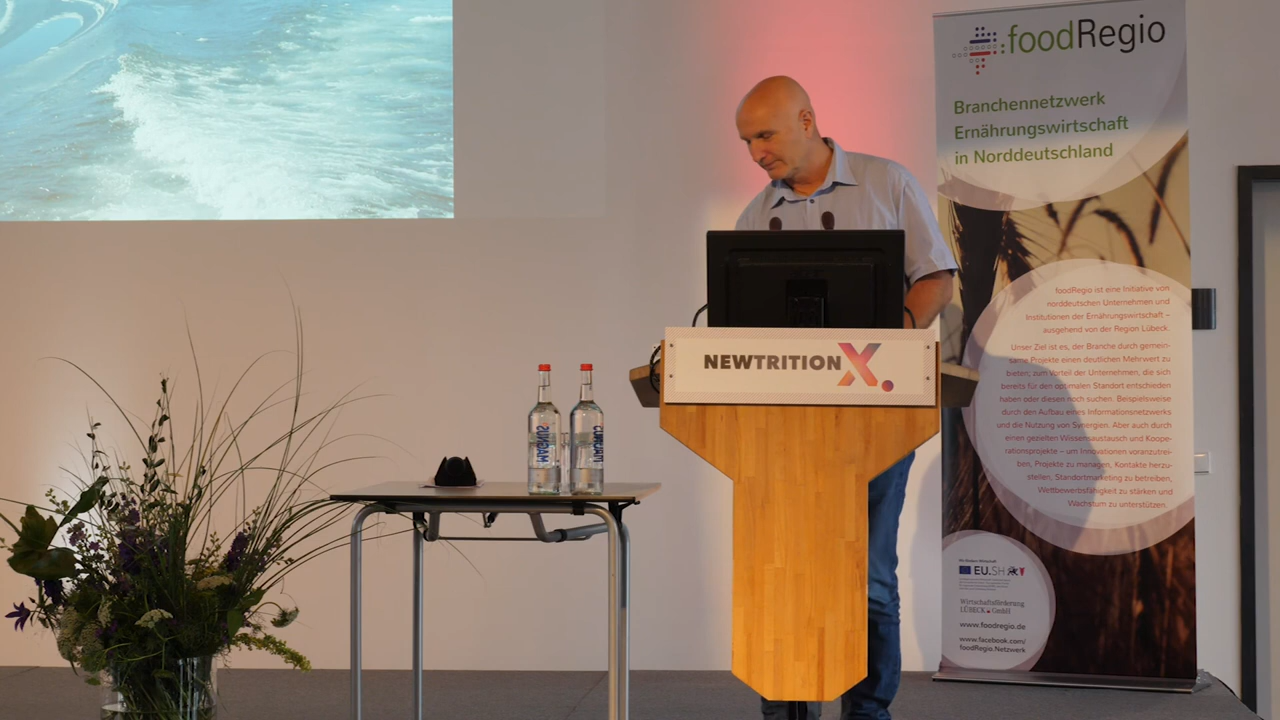 foodRegio
Branchennetzwerk
Ernährungswirtschaft
in Norddeutschland
foodRegio ist eine Initiative von
norddeutschen Unternehmen und
Institutionen der Ernährungswirtschaft –
ausgehend von der Region Lübeck.
Unser Ziel ist es, der Branche durch gemein-
same Projekte einen deutlichen Mehrwert zu
bieten, zum Vorteil der Unternehmen, die sich
bereits für den optimalen Standort entschieden
haben oder diesen noch suchen. Beispielsweise
durch den Aufbau eines Informationsnetzwerks
und die Nutzung von Synergien. Aber auch durch
einen gezielten Wissensaustausch und Koope-
rationsprojekte – um Innovationen voranzutrei-
ben, Projekte zu managen, Kontakte herzu-
stellen, Standortmarketing zu betreiben,
Wettbewerbsfähigkeit zu stärken und
Wachstum zu unterstützen.
EU.SH
Wirtschaftsförderung
LÜBECK GmbH
www.foodregio.de
www.facebook.com/
foodRegio.Netzwerk
NEWTRITION X.
MAGNUS